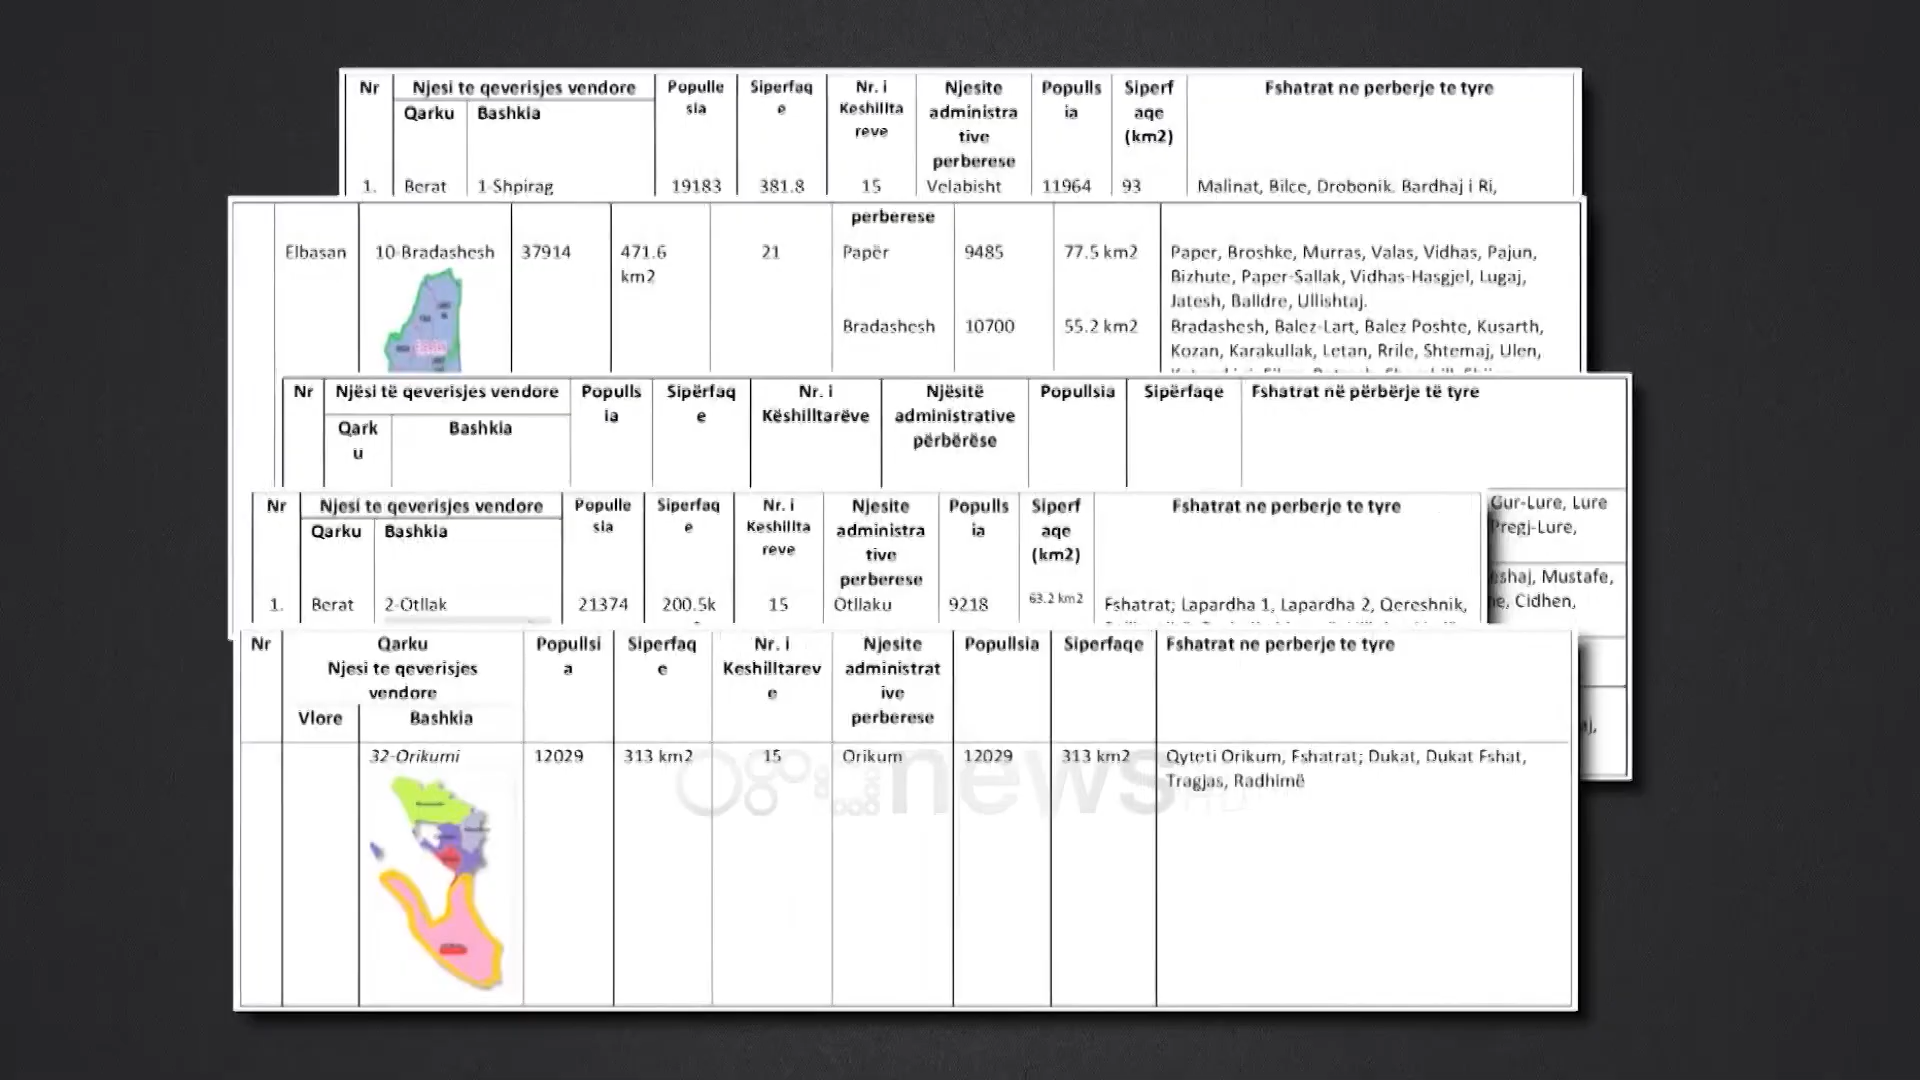 Nr Njesi te qeverisjes vendore Popullesia Siperfaqe Nr. i Keshilltareve Njesite administrative perberese Popullsia Siperfaqe (km2) Fshatrat ne perberje te tyre
Qarku Bashkia
1. Berat 1-Shpirag 19183 381.8 15 Velabisht 11964 93 Malinat, Bilce, Drobonik. Bardhaj i Ri,
perberese
Elbasan 10-Bradashesh 37914 471.6 km2 21 Papër 9485 77.5 km2 Paper, Broshke, Murras, Valas, Vidhas, Pajun,
Bizhute, Paper-Sallak, Vidhas-Hasgjel, Lugaj,
Jatesh, Balldre, Ullishtaj.
Bradashesh 10700 55.2 km2 Bradashesh, Balez-Lart, Balez Poshte, Kusarth,
Kozan, Karakullak, Letan, Rrile, Shtemaj, Ulen,
Nr Njësi të qeverisjes vendore Popullsia Sipërfaqe Nr. i Këshilltarëve Njësitë administrative përbërëse Popullsia Sipërfaqe Fshatrat në përbërje të tyre
Qarku Bashkia
Gur-Lure, Lure
Pregj-Lure,
Mustafe,
Cidhen,
Nr Njesi te qeverisjes vendore Popullesia Siperfaqe Nr. i Keshilltareve Njesite administrative perberese Popullsia Siperfaqe (km2) Fshatrat ne perberje te tyre
Qarku Bashkia
1. Berat 2-Otllak 21374 200.5k 15 Otllaku 9218 63.2 km2 Fshatrat; Lapardha 1, Lapardha 2, Qereshnik,
Nr Qarku Popullsia Siperfaqe Nr. i Keshilltareve Njesite administrative perberese Popullsia Siperfaqe Fshatrat ne perberje te tyre
Njesi te qeverisjes
vendore
Vlore Bashkia
32-Orikumi 12029 313 km2 15 Orikum 12029 313 km2 Qyteti Orikum, Fshatrat; Dukat, Dukat Fshat,
Tragjas, Radhimë
news